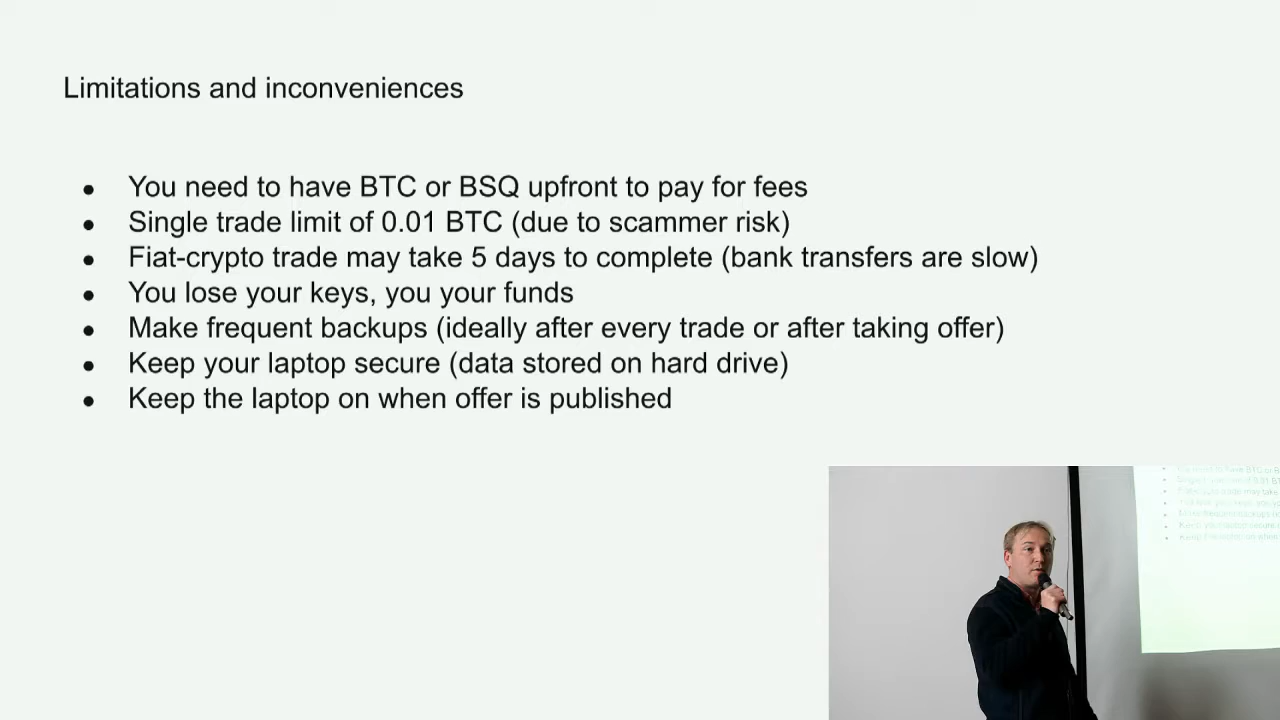 Limitations and inconveniences
● You need to have BTC or BSQ upfront to pay for fees
● Single trade limit of 0.01 BTC (due to scammer risk)
● Fiat-crypto trade may take 5 days to complete (bank transfers are slow)
● You lose your keys, you your funds
● Make frequent backups (ideally after every trade or after taking offer)
● Keep your laptop secure (data stored on hard drive)
● Keep the laptop on when offer is published